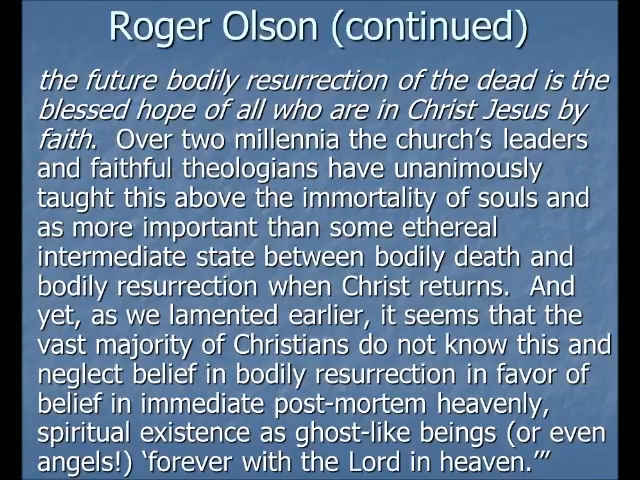 Roger Olson (continued)
the future bodily resurrection of the dead is the
blessed hope of all who are in Christ Jesus by
faith.  Over two millennia the church’s leaders
and faithful theologians have unanimously
taught this above the immortality of souls and
as more important than some ethereal
intermediate state between bodily death and
bodily resurrection when Christ returns.  And
yet, as we lamented earlier, it seems that the
vast majority of Christians do not know this and
neglect belief in bodily resurrection in favor of
belief in immediate post-mortem heavenly,
spiritual existence as ghost-like beings (or even
angels!) ‘forever with the Lord in heaven.’”